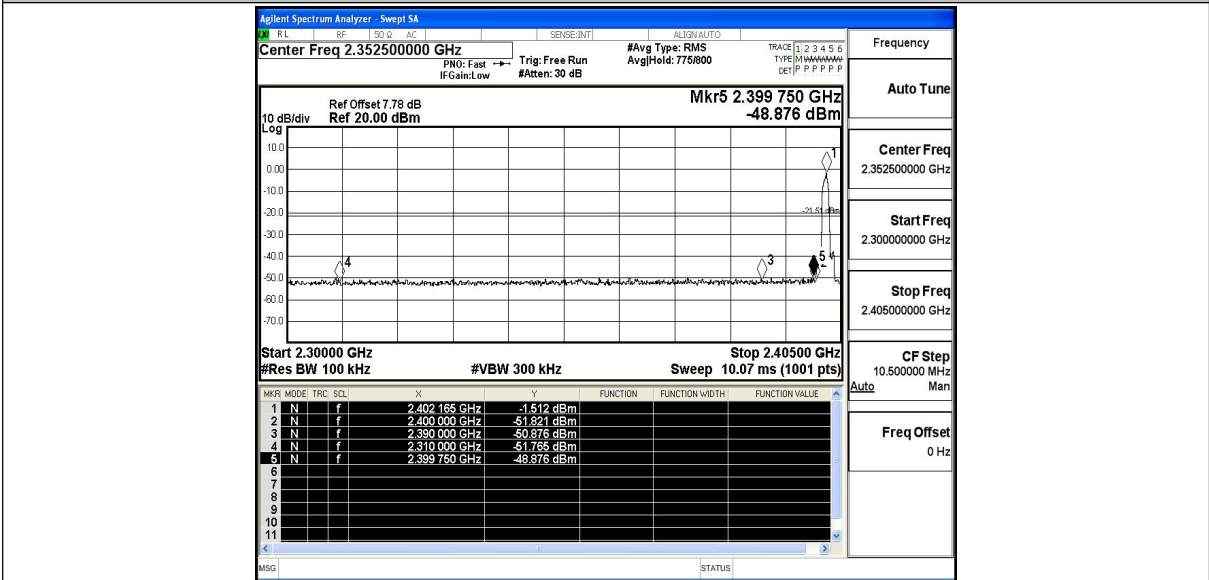 Agilent Spectrum Analyzer - Swept SA
RL RF 50 Ω AC SENSE:INT ALIGNAUTO
Center Freq 2.352500000 GHz
PNO: Fast
IFGain:Low
Trig: Free Run
#Atten: 30 dB
#Avg Type: RMS
Avg|Hold: 775/800
TRACE 1 2 3 4 5 6
TYPE M WWWWW
DET P P P P P P
Ref Offset 7.78 dB
10 dB/div Ref 20.00 dBm
Mkr5 2.399 750 GHz
-48.876 dBm
Log
10.0
0.00
-10.0
-20.0
-30.0
-40.0
-50.0
-60.0
-70.0
1
-21.51 dBm
4
3
5
Start 2.30000 GHz
Stop 2.40500 GHz
#Res BW 100 kHz
#VBW 300 kHz
Sweep 10.07 ms (1001 pts)
MKR MODE TRC SCL X Y FUNCTION FUNCTION WIDTH FUNCTION VALUE
1 N f 2.402 165 GHz -1.512 dBm
2 N f 2.400 000 GHz -51.821 dBm
3 N f 2.390 000 GHz -50.876 dBm
4 N f 2.310 000 GHz -51.765 dBm
5 N f 2.399 750 GHz -48.876 dBm
6
7
8
9
10
11
MSG
STATUS
Frequency
Auto Tune
Center Freq
2.352500000 GHz
Start Freq
2.300000000 GHz
Stop Freq
2.405000000 GHz
CF Step
10.500000 MHz
Auto Man
Freq Offset
0 Hz